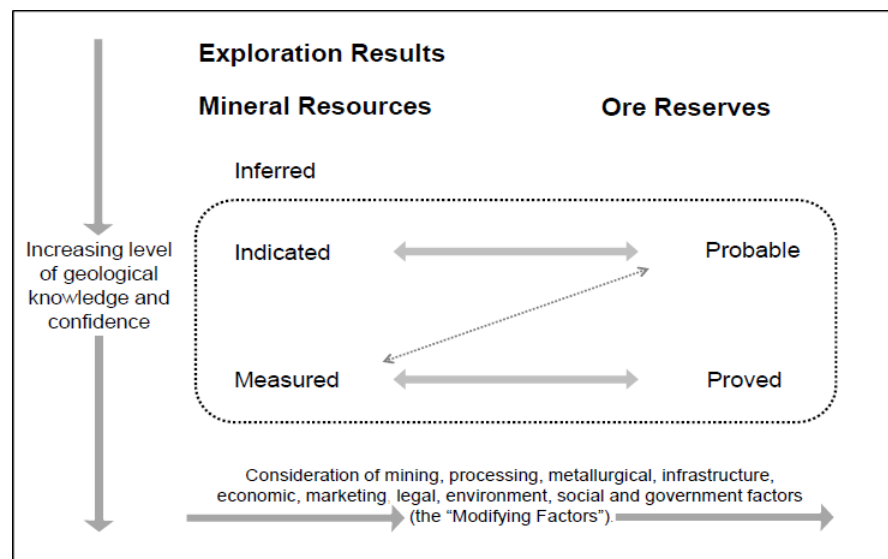 Exploration Results
Mineral Resources Ore Reserves
Inferred
Increasing level
of geological
knowledge and
confidence
Indicated Probable
Measured Proved
Consideration of mining, processing, metallurgical, infrastructure,
economic, marketing, legal, environment, social and government factors
(the “Modifying Factors”).